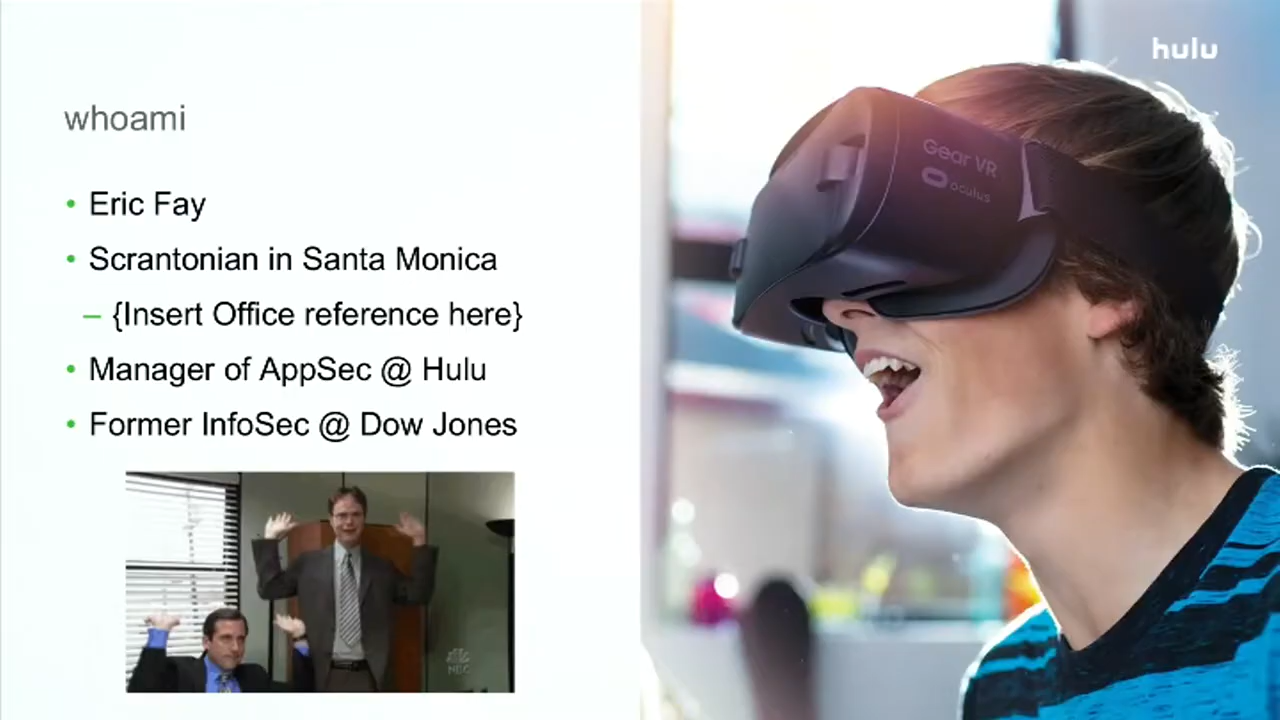 hulu
whoami
• Eric Fay
• Scrantonian in Santa Monica
– {Insert Office reference here}
• Manager of AppSec @ Hulu
• Former InfoSec @ Dow Jones
Gear VR
oculus
NBC